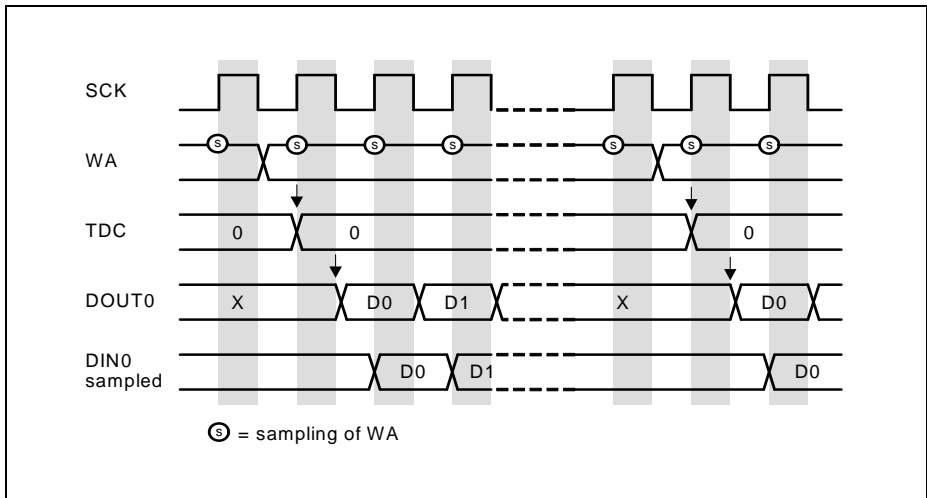 SCK
S S S S S S S
WA
TDC 0 0 0
DOUT0 X D0 D1 X D0
DIN0
sampled D0 D1 D0
S = sampling of WA